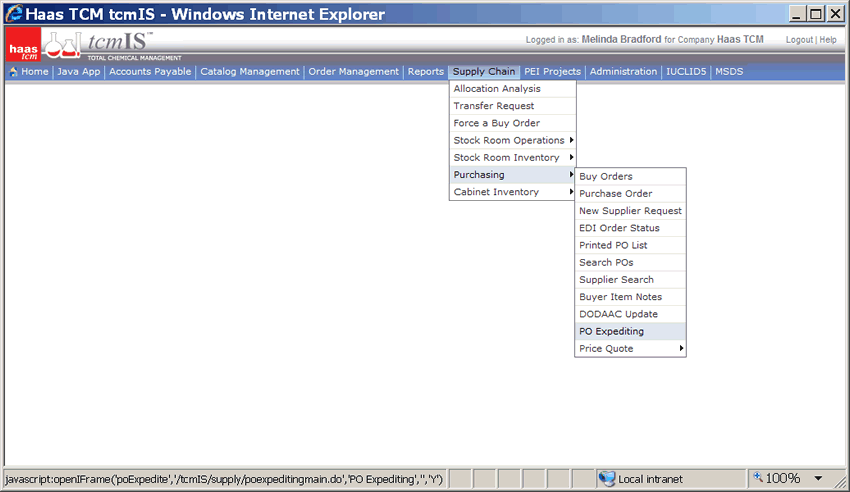 Haas TCM tcmIS - Windows Internet Explorer
haas tcm
tcmIS™
TOTAL CHEMICAL MANAGEMENT
Logged in as: Melinda Bradford for Company Haas TCM
Logout | Help
Home | Java App | Accounts Payable | Catalog Management | Order Management | Reports | Supply Chain | PEI Projects | Administration | IUCLID5 | MSDS
Allocation Analysis
Transfer Request
Force a Buy Order
Stock Room Operations
Stock Room Inventory
Purchasing
Cabinet Inventory
Buy Orders
Purchase Order
New Supplier Request
EDI Order Status
Printed PO List
Search POs
Supplier Search
Buyer Item Notes
DODAAC Update
PO Expediting
Price Quote
javascript:openIFrame('poExpedite','/tcmIS/supply/poexpeditingmain.do','PO Expediting','','Y')
Local intranet
100%